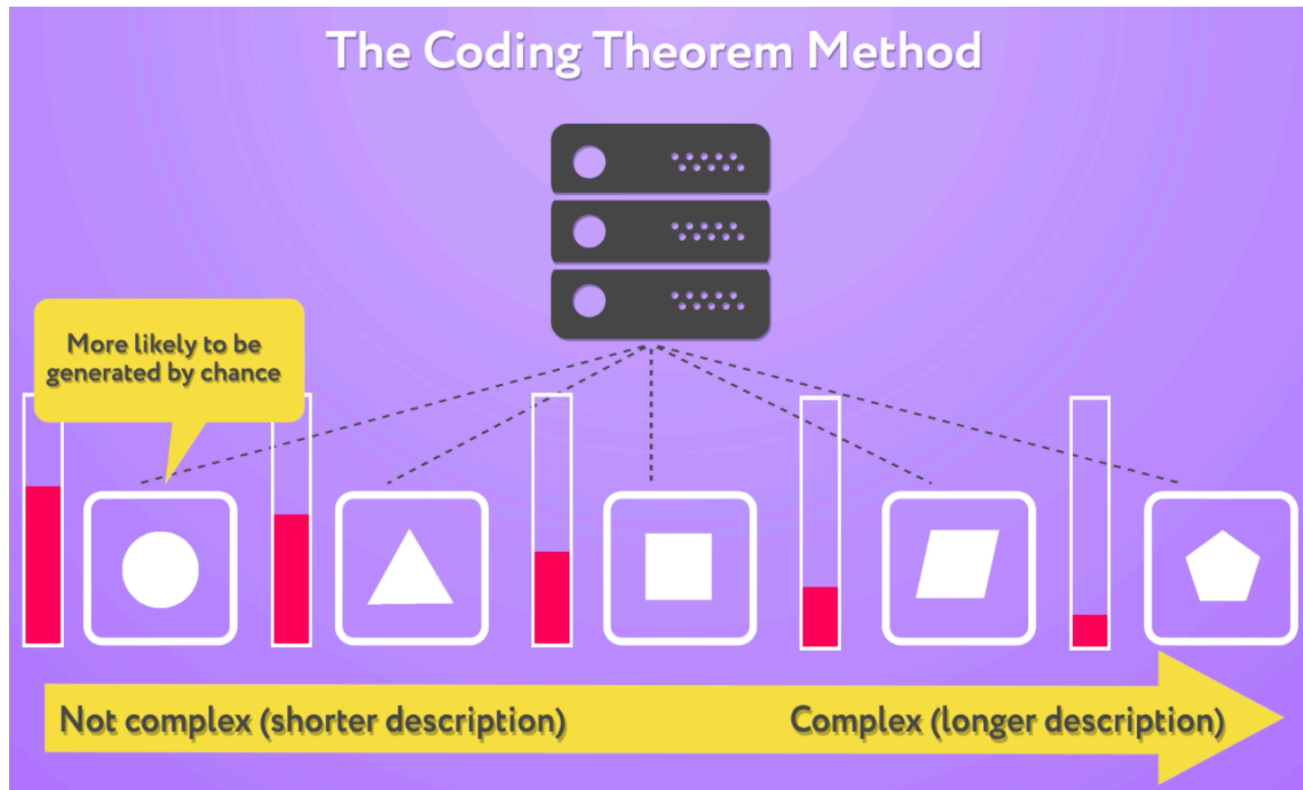 The Coding Theorem Method
More likely to be
generated by chance
Not complex (shorter description)
Complex (longer description)